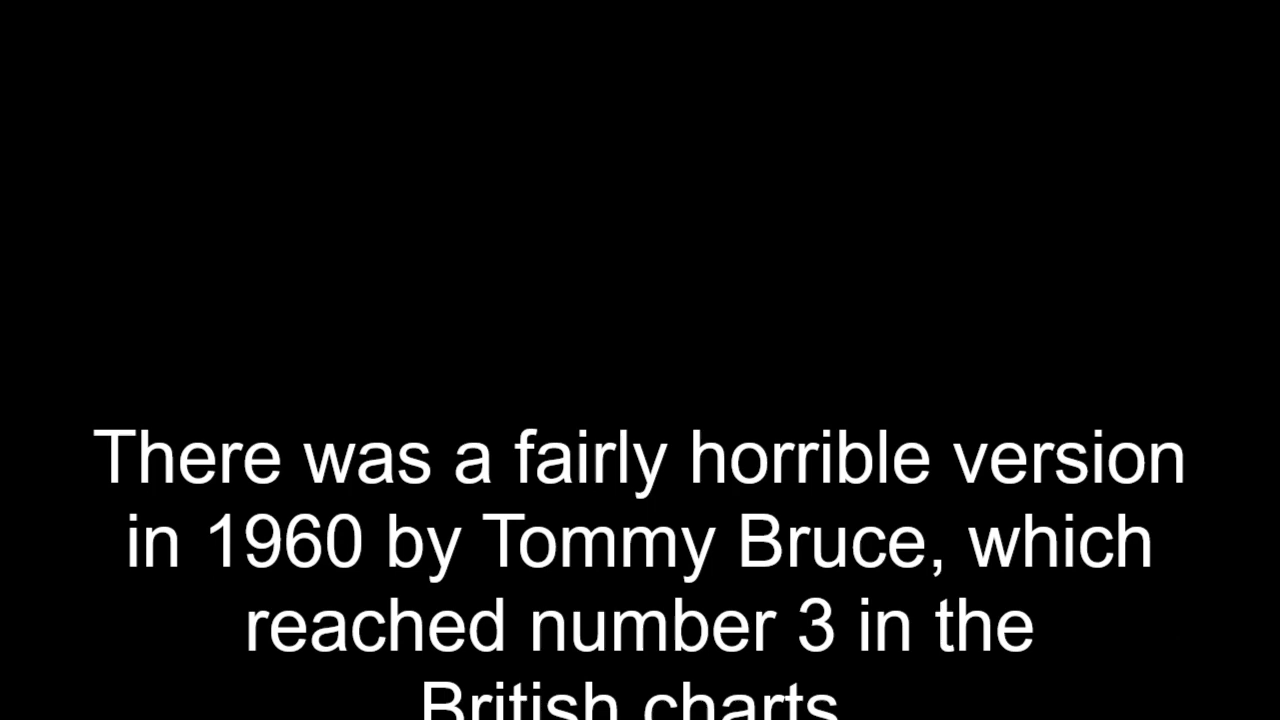 There was a fairly horrible version
in 1960 by Tommy Bruce, which
reached number 3 in the
British charts